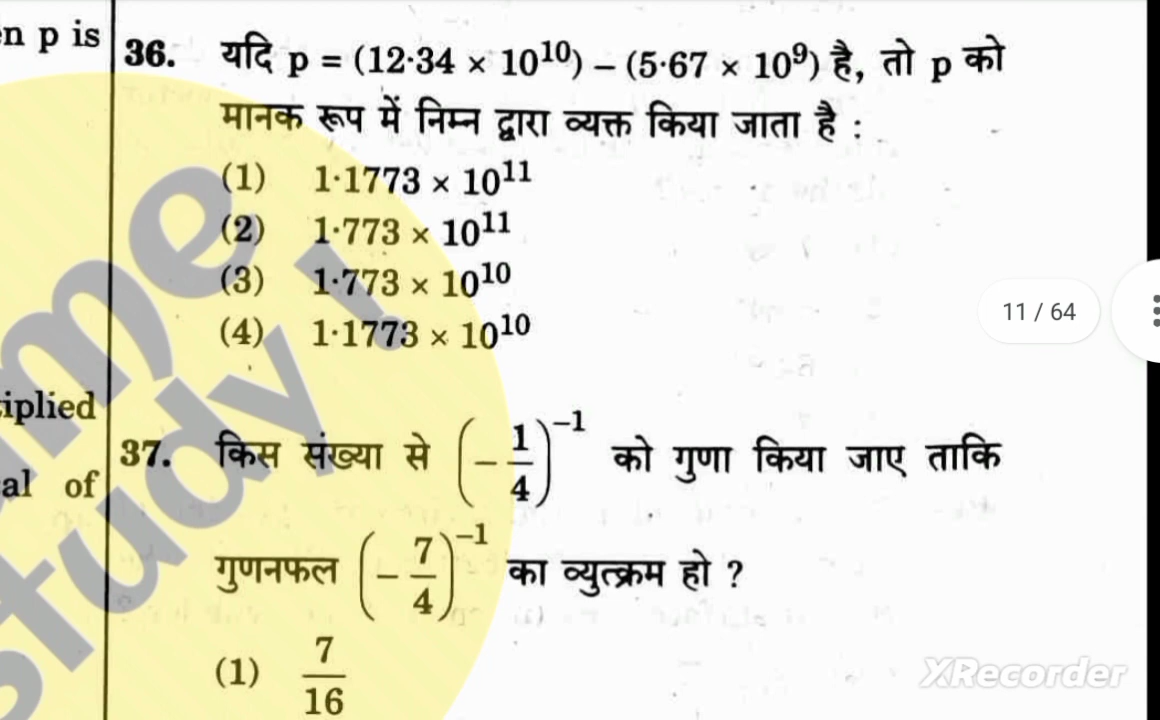 n p is
36. यदि p = (12·34 × 10¹⁰) – (5·67 × 10⁹) है, तो p को
मानक रूप में निम्न द्वारा व्यक्त किया जाता है :
(1) 1·1773 × 10¹¹
(2) 1·773 × 10¹¹
(3) 1·773 × 10¹⁰
(4) 1·1773 × 10¹⁰
11 / 64
iplied
al of
37. किस संख्या से (–1/4)⁻¹ को गुणा किया जाए ताकि
गुणनफल (–7/4)⁻¹ का व्युत्क्रम हो ?
(1) 7/16
study !
XRecorder